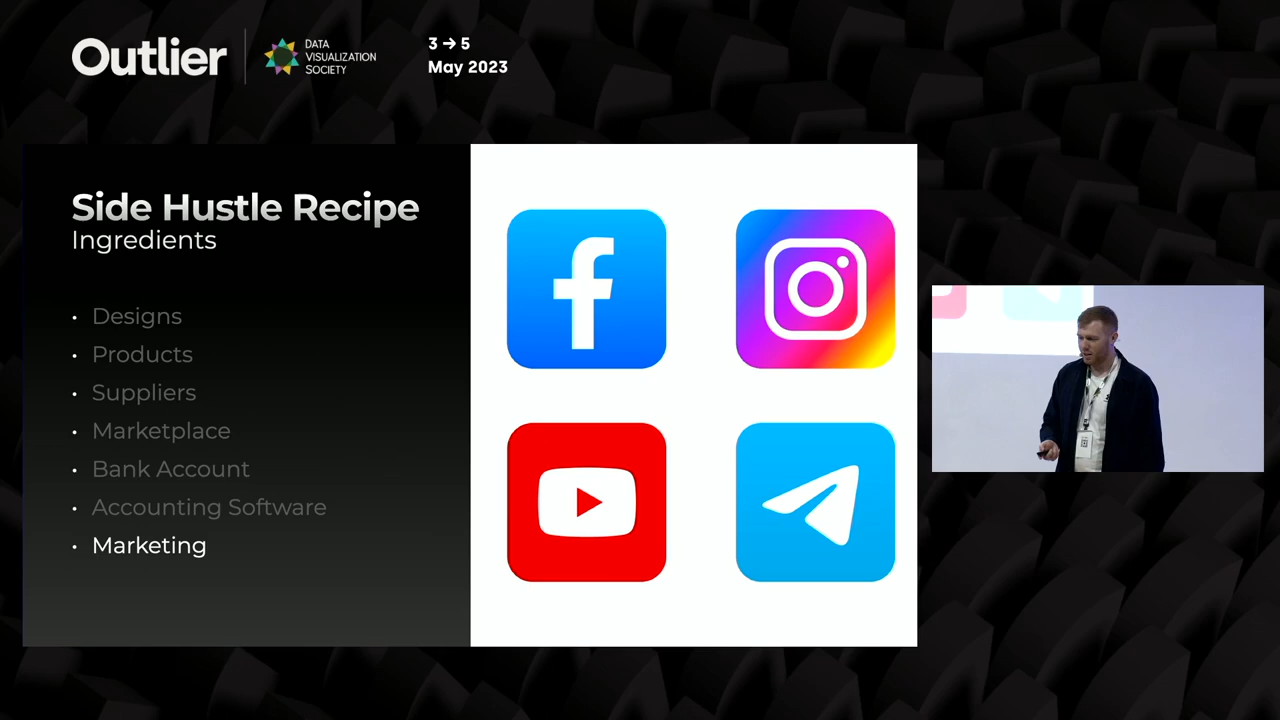 Outlier
DATA
VISUALIZATION
SOCIETY
3 → 5
May 2023
Side Hustle Recipe
Ingredients
• Designs
• Products
• Suppliers
• Marketplace
• Bank Account
• Accounting Software
• Marketing